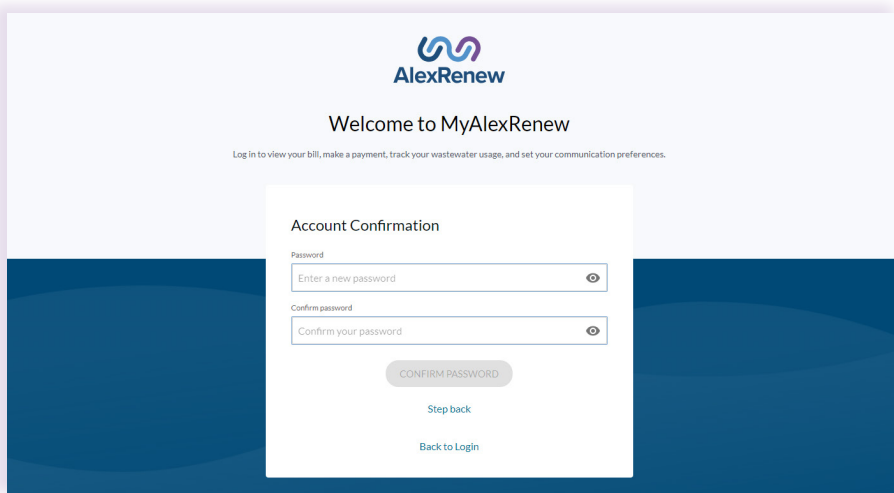 AlexRenew
Welcome to MyAlexRenew
Log in to view your bill, make a payment, track your wastewater usage, and set your communication preferences.
Account Confirmation
Password
Enter a new password
Confirm password
Confirm your password
CONFIRM PASSWORD
Step back
Back to Login